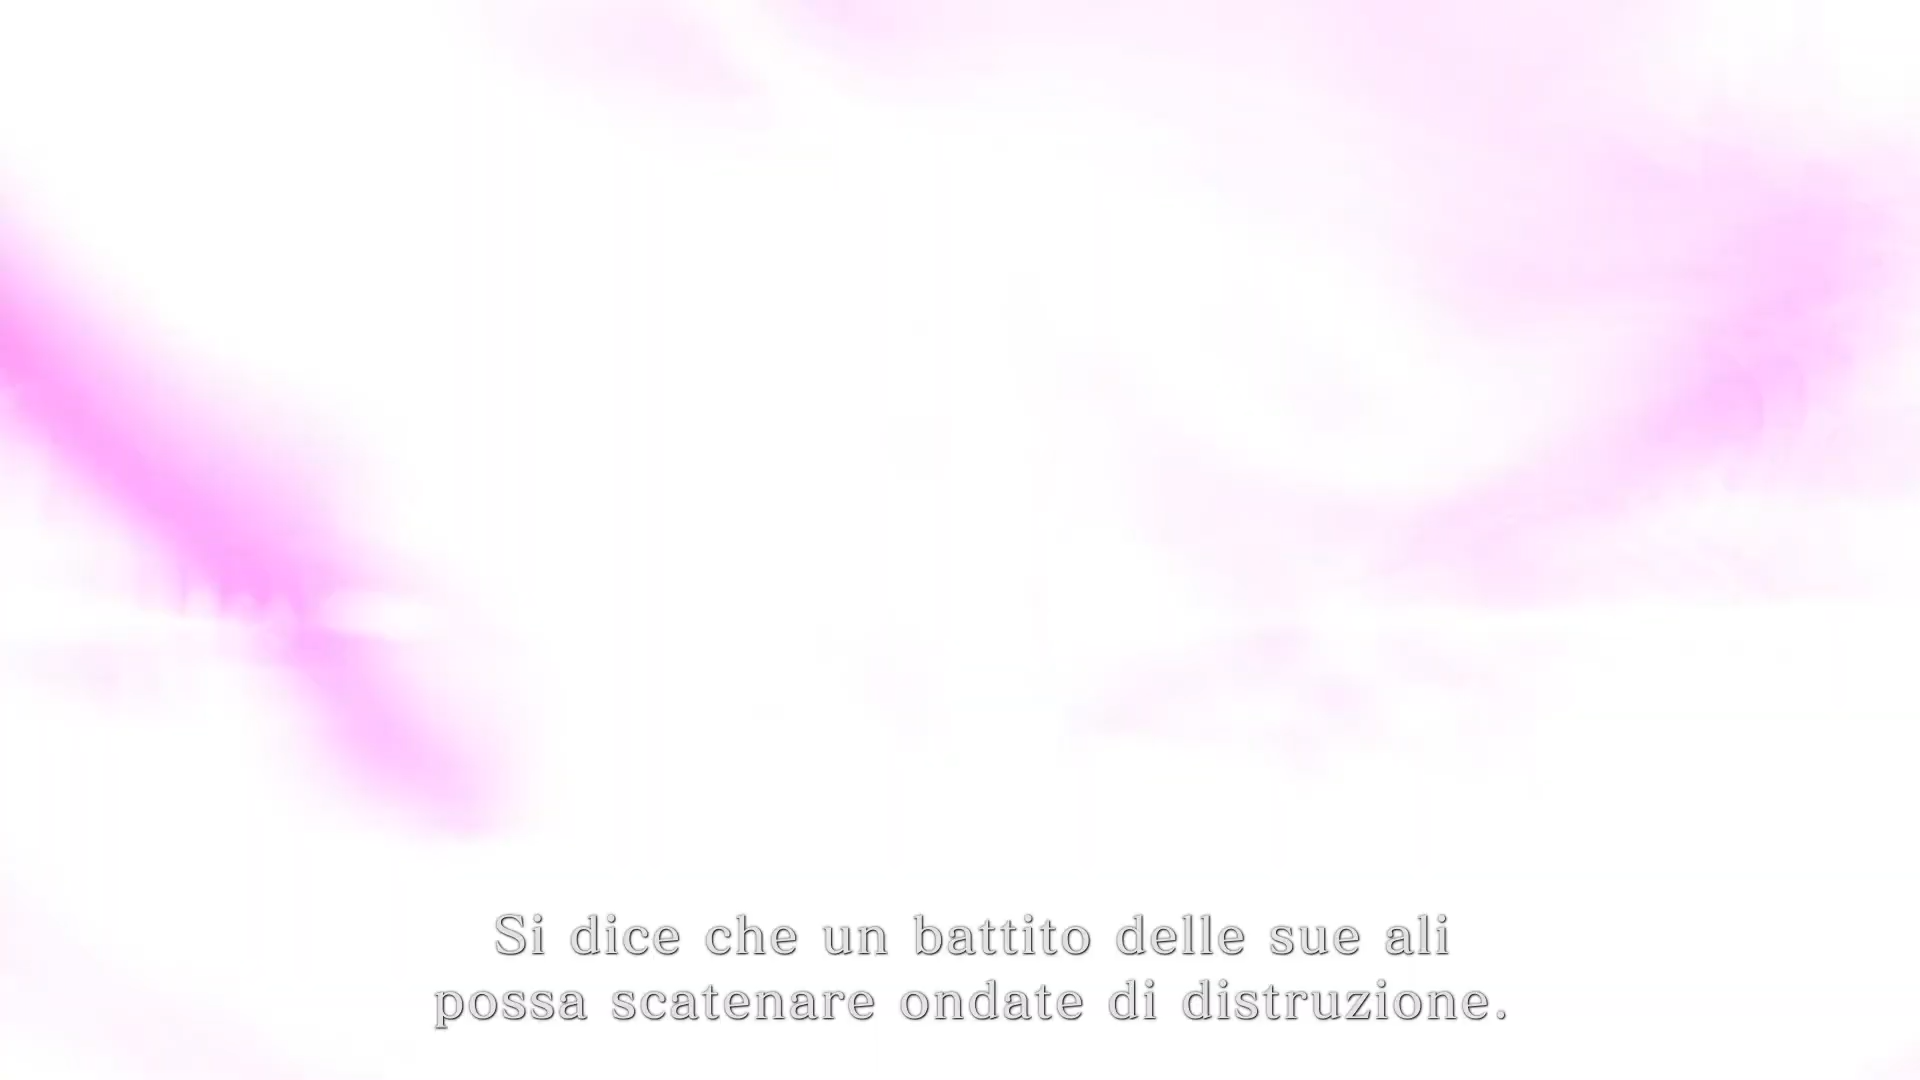 Si dice che un battito delle sue ali
possa scatenare ondate di distruzione.